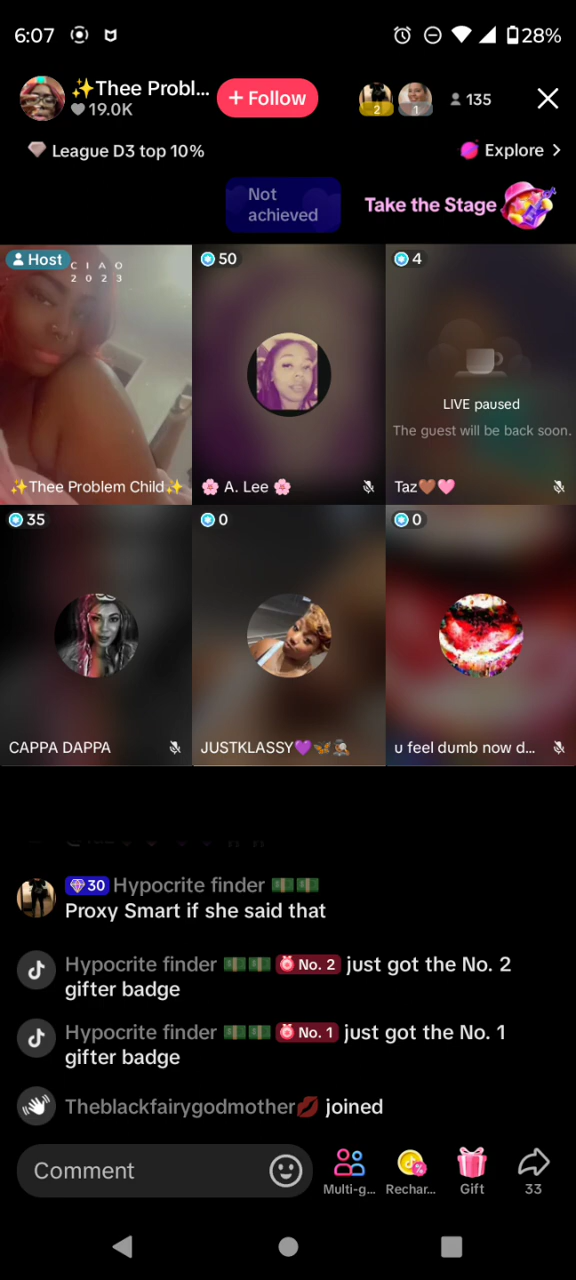 6:07
28%
✨Thee Probl...
19.0K
+ Follow
2
1
135
League D3 top 10%
Explore >
Not
achieved
Take the Stage
Host
CIAO
2023
50
4
LIVE paused
The guest will be back soon.
✨Thee Problem Child✨
🌸 A. Lee 🌸
Taz🤎🩷
35
0
0
CAPPA DAPPA
JUSTKLASSY💜🦋👩🏽‍🚀
u feel dumb now d...
30 Hypocrite finder 💵💵
Proxy Smart if she said that
Hypocrite finder 💵💵 No. 2 just got the No. 2
gifter badge
Hypocrite finder 💵💵 No. 1 just got the No. 1
gifter badge
Theblackfairygodmother💋 joined
Comment
Multi-g...
Rechar...
Gift
33